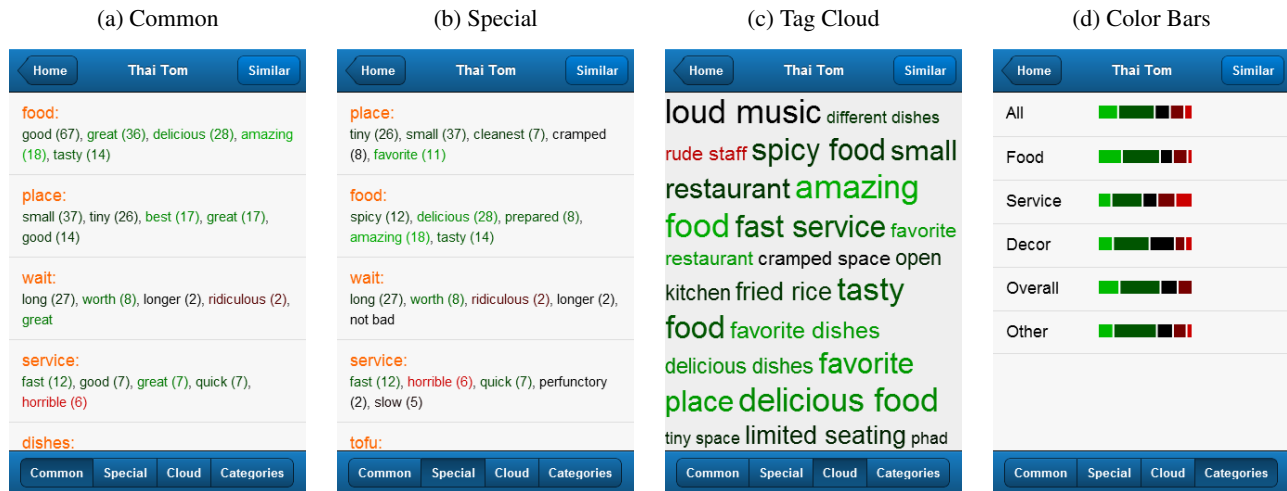 (a) Common
Home Thai Tom Similar
food:
good (67), great (36), delicious (28), amazing
(18), tasty (14)
place:
small (37), tiny (26), best (17), great (17),
good (14)
wait:
long (27), worth (8), longer (2), ridiculous (2),
great
service:
fast (12), good (7), great (7), quick (7),
horrible (6)
dishes:
Common Special Cloud Categories
(b) Special
Home Thai Tom Similar
place:
tiny (26), small (37), cleanest (7), cramped
(8), favorite (11)
food:
spicy (12), delicious (28), prepared (8),
amazing (18), tasty (14)
wait:
long (27), worth (8), ridiculous (2), longer (2),
not bad
service:
fast (12), horrible (6), quick (7), perfunctory
(2), slow (5)
tofu:
Common Special Cloud Categories
(c) Tag Cloud
Home Thai Tom Similar
loud music different dishes
rude staff spicy food small
restaurant amazing
food fast service favorite
restaurant cramped space open
kitchen fried rice tasty
food favorite dishes
delicious dishes favorite
place delicious food
tiny space limited seating phad
Common Special Cloud Categories
(d) Color Bars
Home Thai Tom Similar
All
Food
Service
Decor
Overall
Other
Common Special Cloud Categories